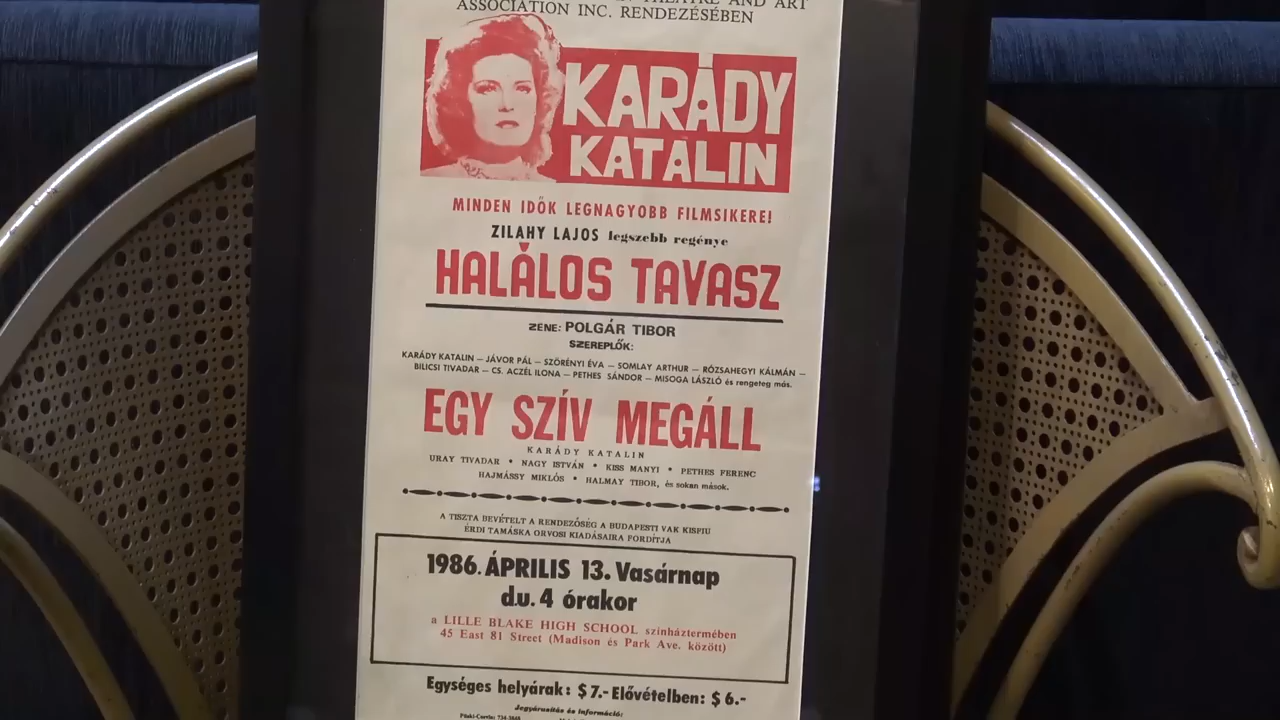 THEATRE AND ART
ASSOCIATION INC. RENDEZÉSÉBEN
KARÁDY
KATALIN
MINDEN IDŐK LEGNAGYOBB FILMSIKERE!
ZILAHY LAJOS legszebb regénye
HALÁLOS TAVASZ
ZENE: POLGÁR TIBOR
SZEREPLŐK:
KARÁDY KATALIN — JÁVOR PÁL — SZÖRÉNYI ÉVA — SOMLAY ARTHUR — RÓZSAHEGYI KÁLMÁN —
BILICSI TIVADAR — CS. ACZÉL ILONA — PETHES SÁNDOR — MISOGA LÁSZLÓ és rengeteg más.
EGY SZÍV MEGÁLL
KARÁDY KATALIN
URAY TIVADAR • NAGY ISTVÁN • KISS MANYI • PETHES FERENC
HAJMÁSSY MIKLÓS • HALMAY TIBOR, és sokan mások.
A TISZTA BEVÉTELT A RENDEZŐSÉG A BUDAPESTI VAK KISFIU
ÉRDI TAMÁSKA ORVOSI KIADÁSAIRA FORDÍTJA
1986. ÁPRILIS 13. Vasárnap
du. 4 órakor
a LILLE BLAKE HIGH SCHOOL színháztermében
45 East 81 Street (Madison és Park Ave. között)
Egységes helyárak: $7.- Elővételben: $6.-
Jegyárusítás és információ: